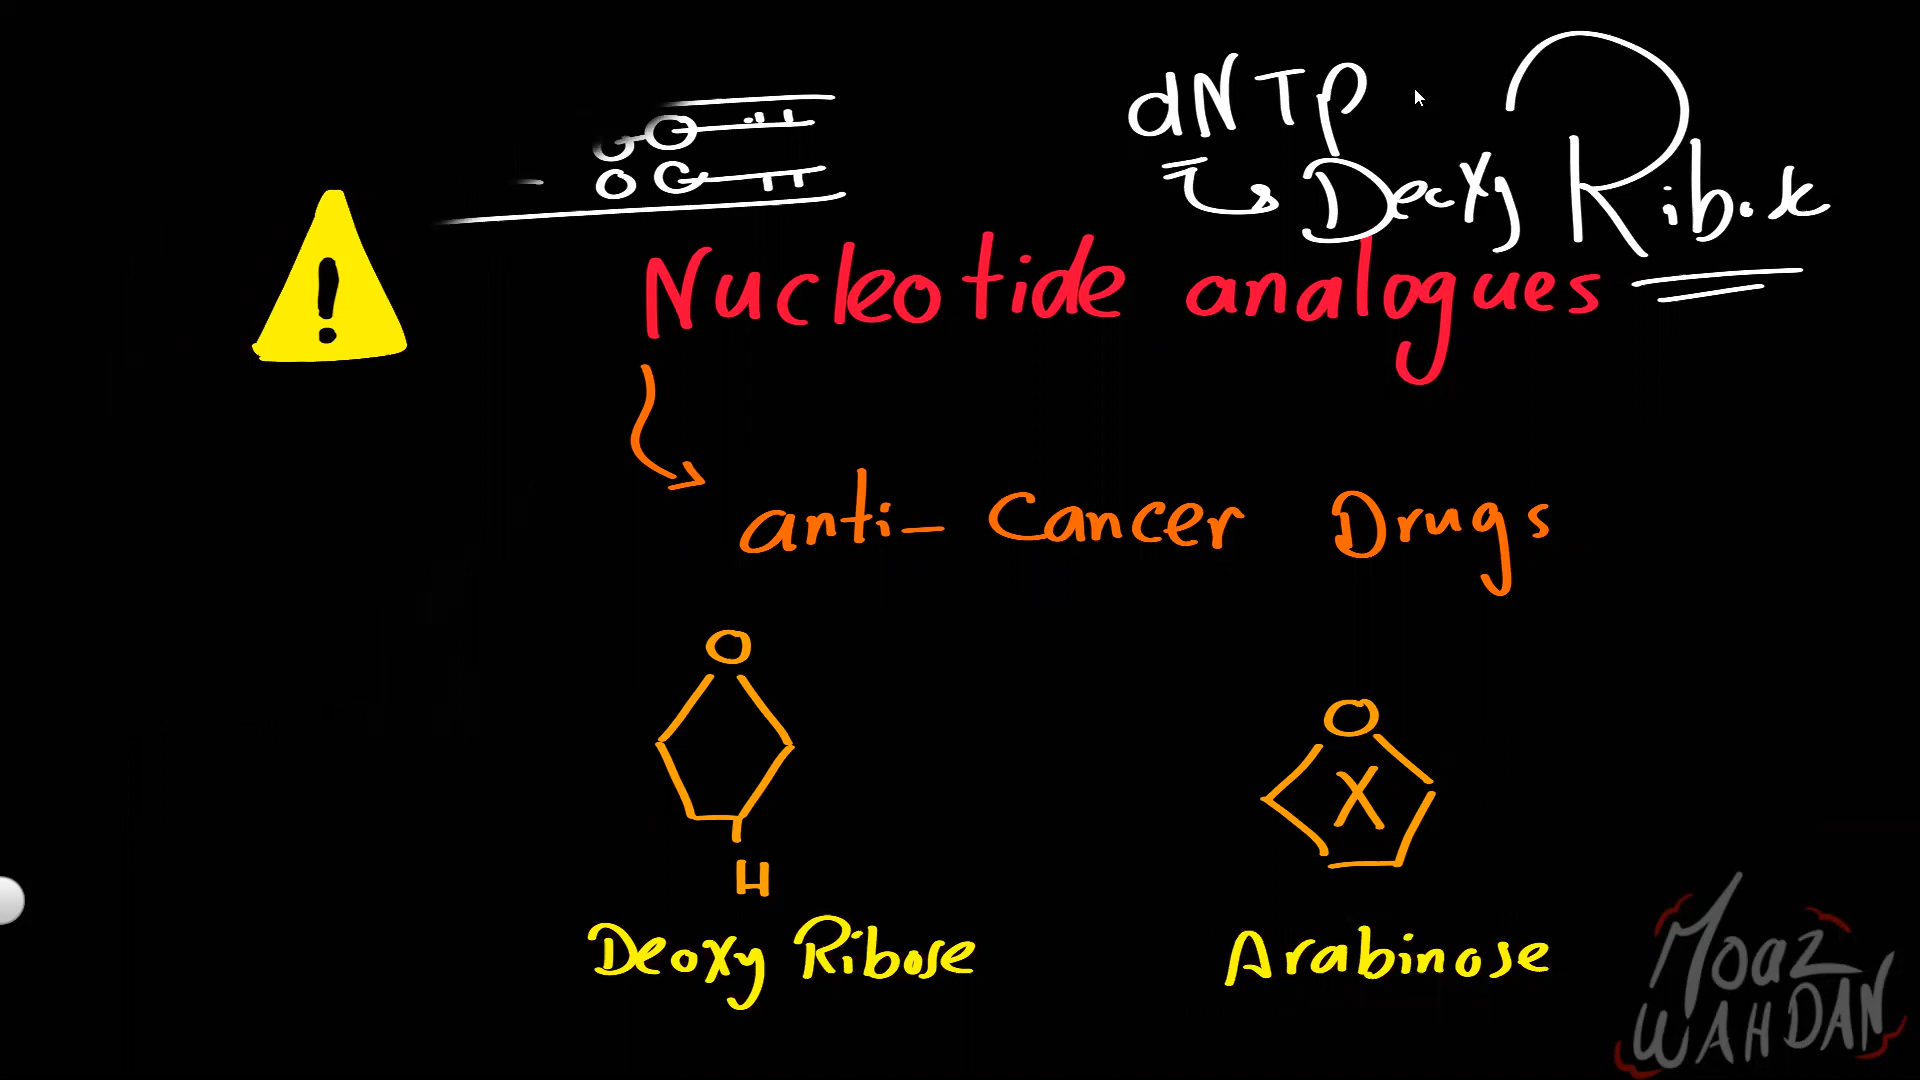 dNTP
Deoxy Ribose
!
Nucleotide analogues
anti-Cancer Drugs
O
O
X
H
Deoxy Ribose
Arabinose
MOAZ
WAHDAN